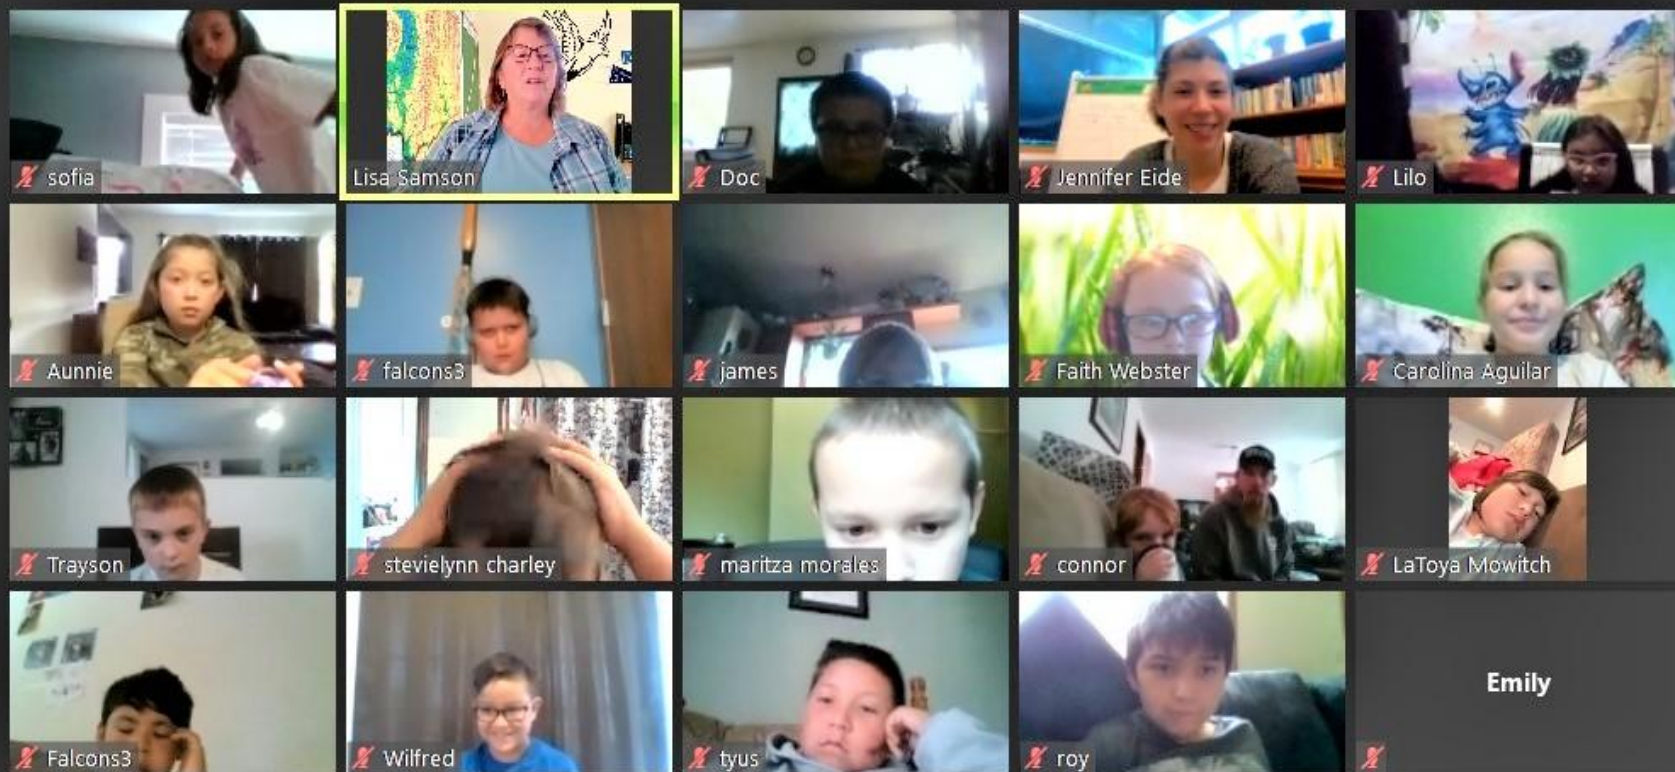 sofia
Lisa Samson
Doc
Jennifer Eide
Lilo
Aunnie
falcons3
james
Faith Webster
Carolina Aguilar
Trayson
stevielynn charley
maritza morales
connor
LaToya Mowitch
Falcons3
Wilfred
tyus
roy
Emily